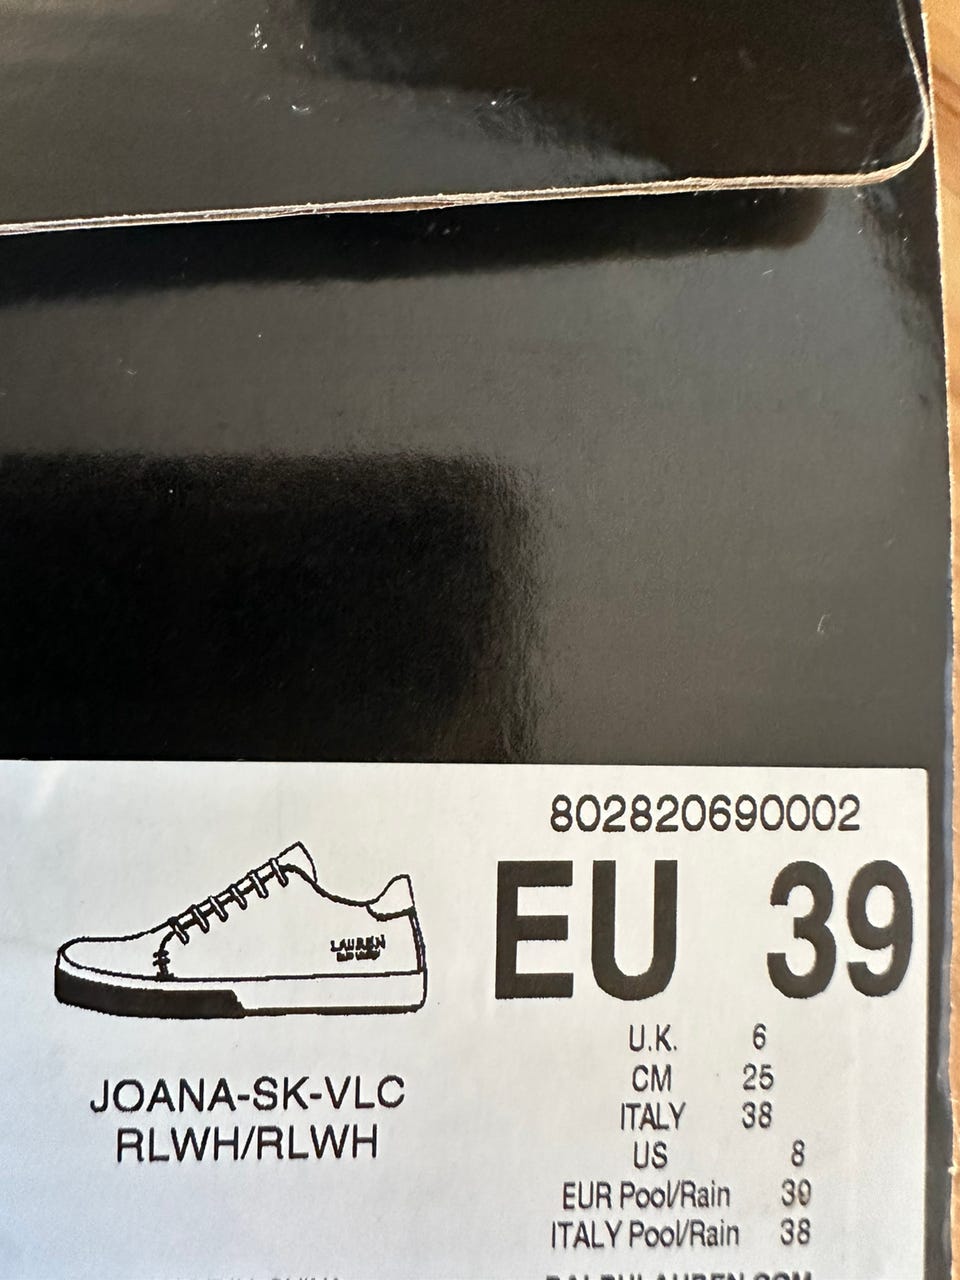 802820690002
EU 39
LAUREN
U.K. 6
CM 25
ITALY 38
US 8
EUR Pool/Rain 39
ITALY Pool/Rain 38
JOANA-SK-VLC
RLWH/RLWH